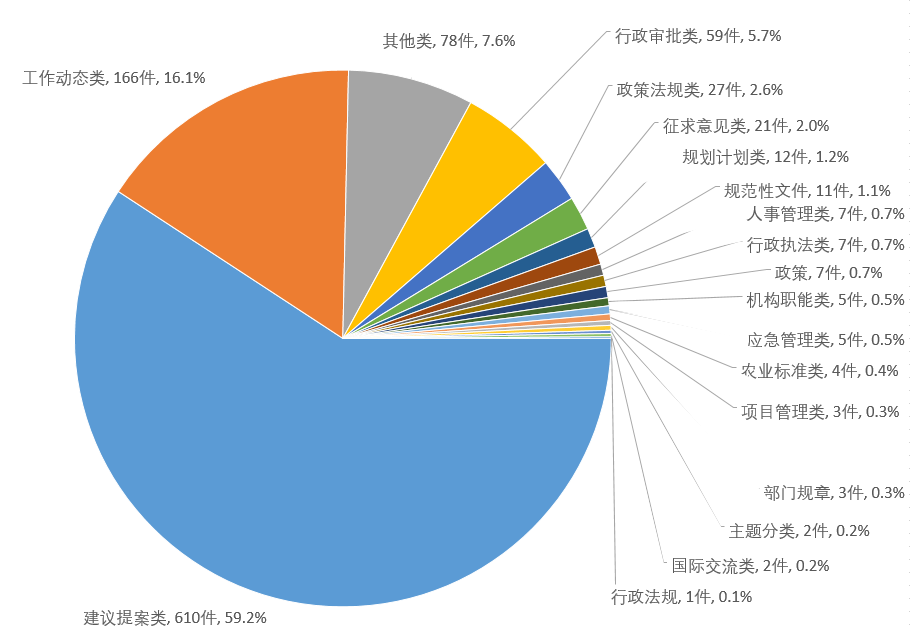 其他类, 78件, 7.6%
行政审批类, 59件, 5.7%
工作动态类, 166件, 16.1%
政策法规类, 27件, 2.6%
征求意见类, 21件, 2.0%
规划计划类, 12件, 1.2%
规范性文件, 11件, 1.1%
人事管理类, 7件, 0.7%
行政执法类, 7件, 0.7%
政策, 7件, 0.7%
机构职能类, 5件, 0.5%
应急管理类, 5件, 0.5%
农业标准类, 4件, 0.4%
项目管理类, 3件, 0.3%
部门规章, 3件, 0.3%
主题分类, 2件, 0.2%
国际交流类, 2件, 0.2%
行政法规, 1件, 0.1%
建议提案类, 610件, 59.2%